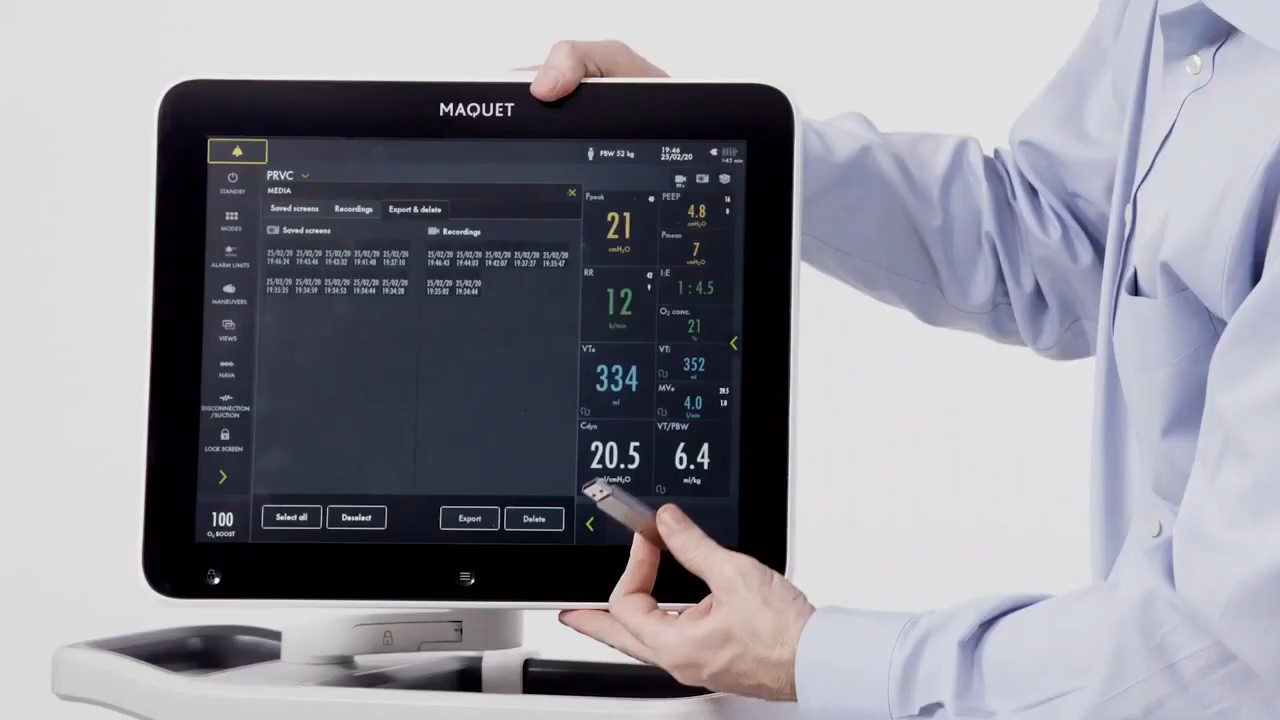 MAQUET
PBW 52 kg
19:46
25/02/20
>45 min
PRVC
MEDIA
Saved screens Recordings Export & delete
Saved screens
Recordings
25/02/20 25/02/20 25/02/20 25/02/20 25/02/20
19:46:24 19:43:46 19:43:32 19:41:48 19:37:10
25/02/20 25/02/20 25/02/20 25/02/20 25/02/20
19:35:35 19:34:59 19:34:53 19:34:44 19:34:28
25/02/20 25/02/20 25/02/20 25/02/20 25/02/20
19:46:43 19:44:03 19:42:07 19:37:27 19:35:47
25/02/20 25/02/20
19:35:02 19:34:44
Select all Deselect Export Delete
STANDBY
MODES
ALARM LIMITS
MANEUVERS
VIEWS
NAVA
DISCONNECTION
/SUCTION
LOCK SCREEN
100
O₂ BOOST
Ppeak 40
21
cmH₂O
PEEP
4.8
cmH₂O
Pmean
7
cmH₂O
RR
12
b/min
I:E
1 : 4.5
O₂ conc.
21
%
VTe
334
ml
VTi
352
ml
MVe 39.5
4.0 1.0
l/min
Cdyn
20.5
ml/cmH₂O
VT/PBW
6.4
ml/kg